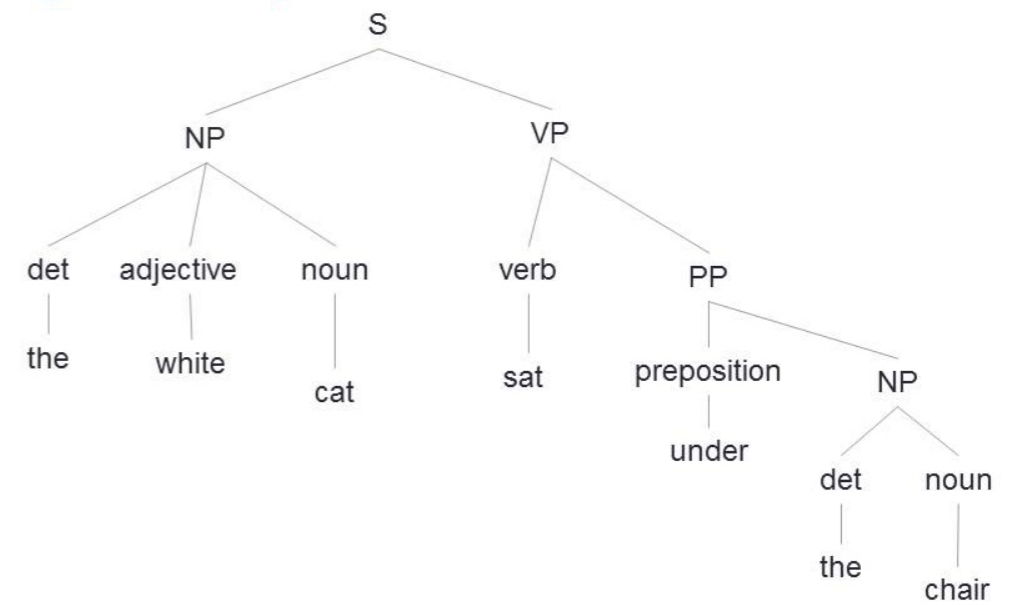 S
NP VP
det adjective noun verb PP
the white cat sat preposition NP
under
det noun
the chair